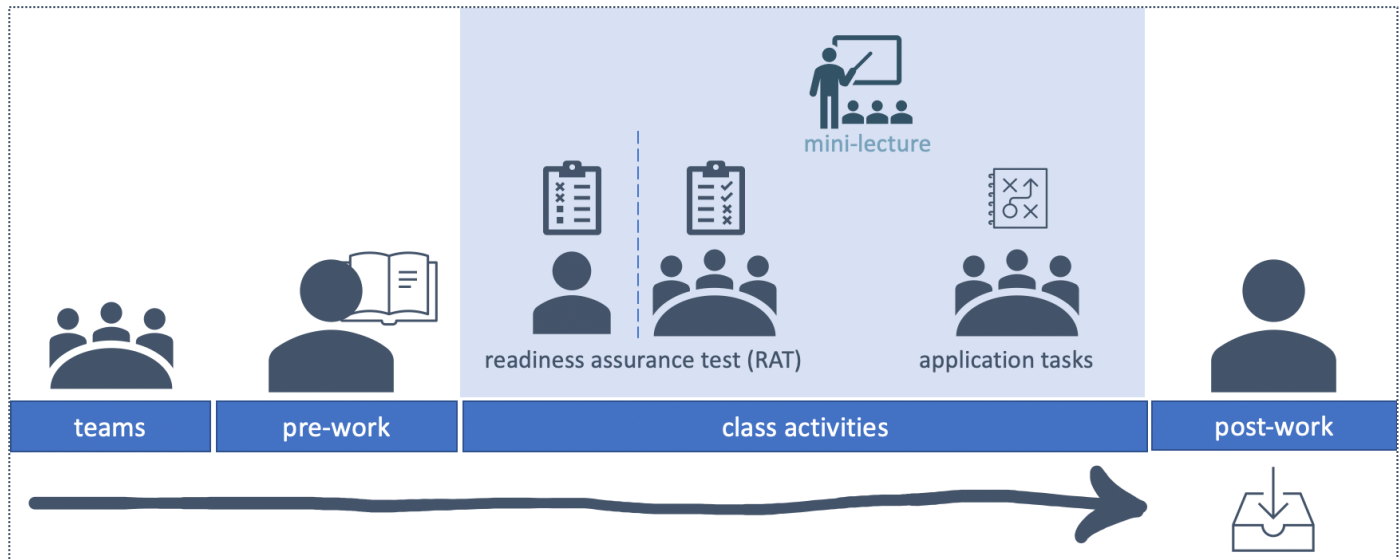 mini-lecture
readiness assurance test (RAT)
application tasks
teams
pre-work
class activities
post-work